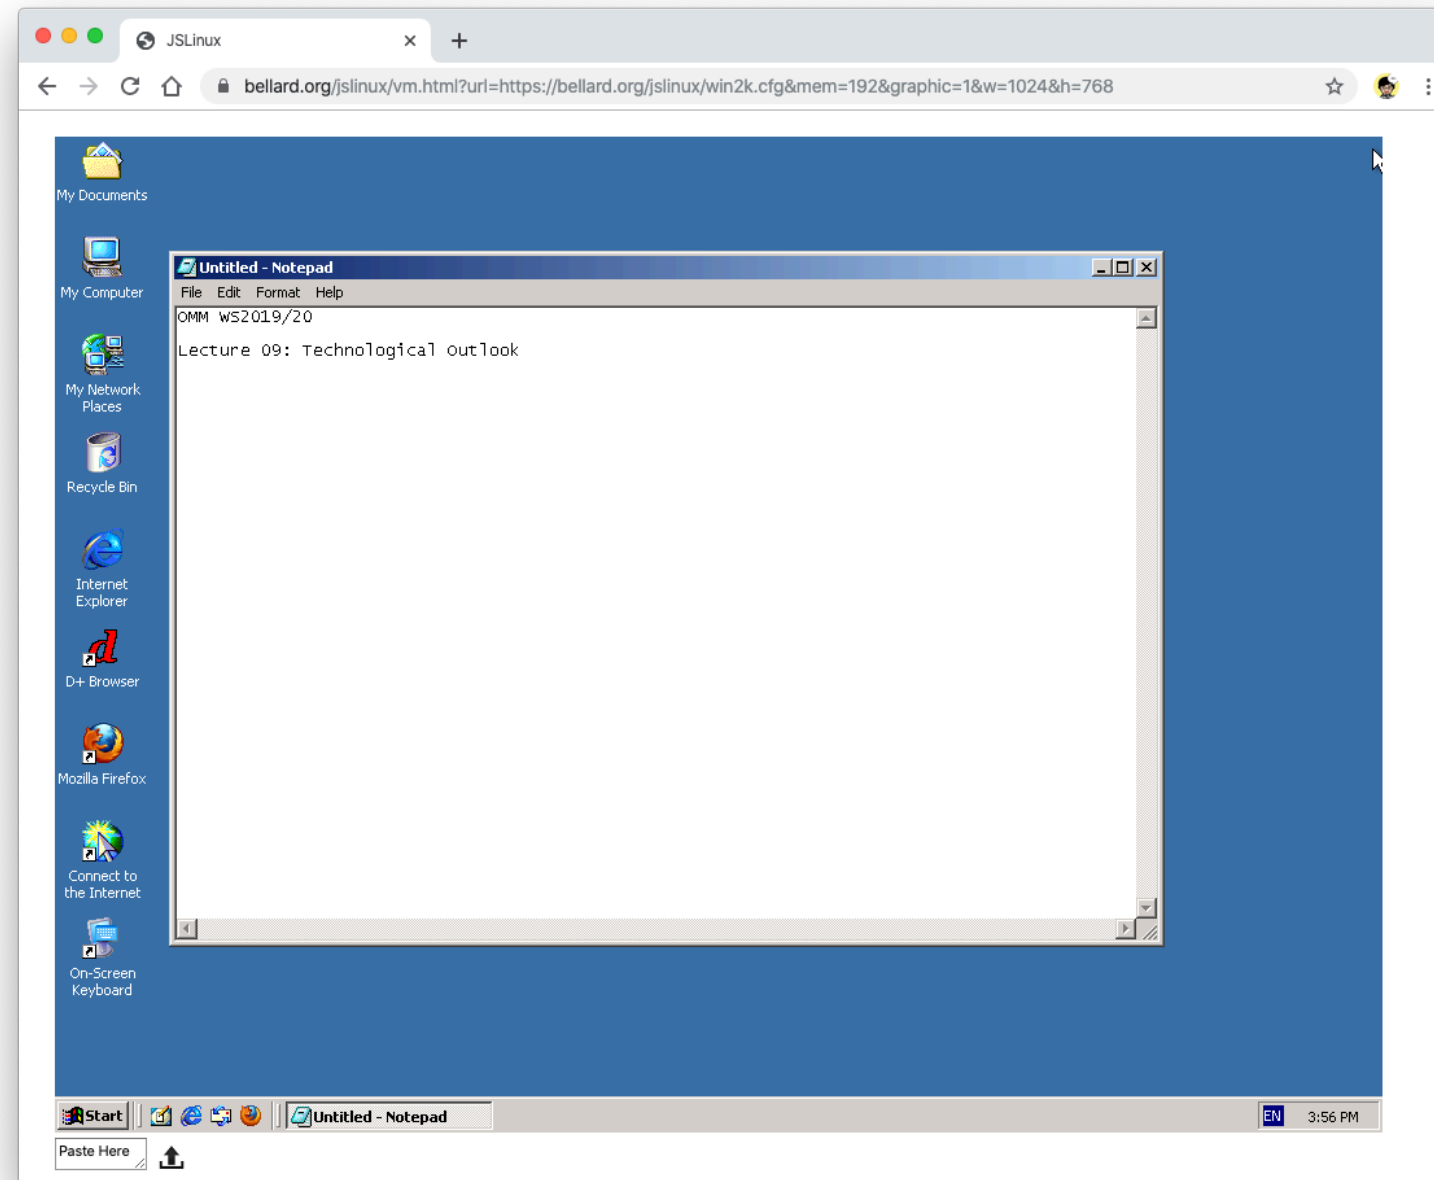 JSLinux
bellard.org/jslinux/vm.html?url=https://bellard.org/jslinux/win2k.cfg&mem=192&graphic=1&w=1024&h=768
My Documents
My Computer
My Network
Places
Recycle Bin
Internet
Explorer
D+ Browser
Mozilla Firefox
Connect to
the Internet
On-Screen
Keyboard
Untitled - Notepad
File Edit Format Help
OMM WS2019/20
Lecture 09: Technological Outlook
Start
Untitled - Notepad
EN
3:56 PM
Paste Here